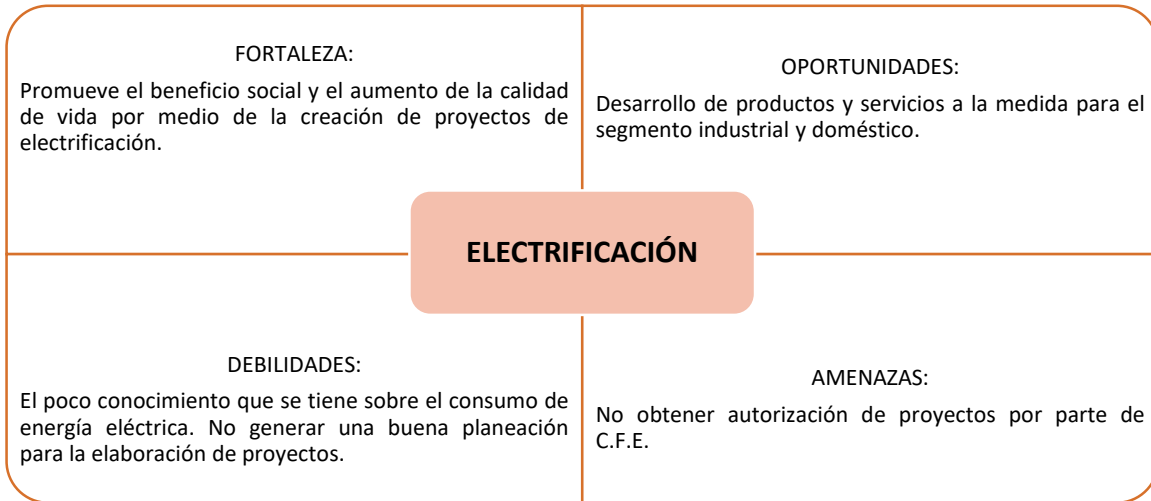 FORTALEZA:
Promueve el beneficio social y el aumento de la calidad
de vida por medio de la creación de proyectos de
electrificación.
OPORTUNIDADES:
Desarrollo de productos y servicios a la medida para el
segmento industrial y doméstico.
ELECTRIFICACIÓN
DEBILIDADES:
El poco conocimiento que se tiene sobre el consumo de
energía eléctrica. No generar una buena planeación
para la elaboración de proyectos.
AMENAZAS:
No obtener autorización de proyectos por parte de
C.F.E.